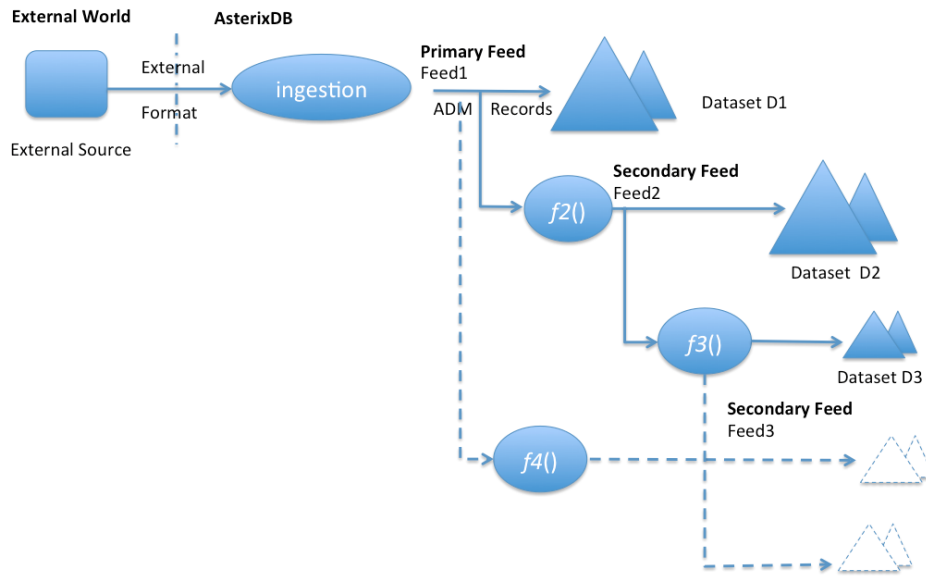 External World
AsterixDB
External
Format
External Source
ingestion
Primary Feed
Feed1
ADM Records
Dataset D1
Secondary Feed
Feed2
f2()
Dataset D2
f3()
Dataset D3
Secondary Feed
Feed3
f4()